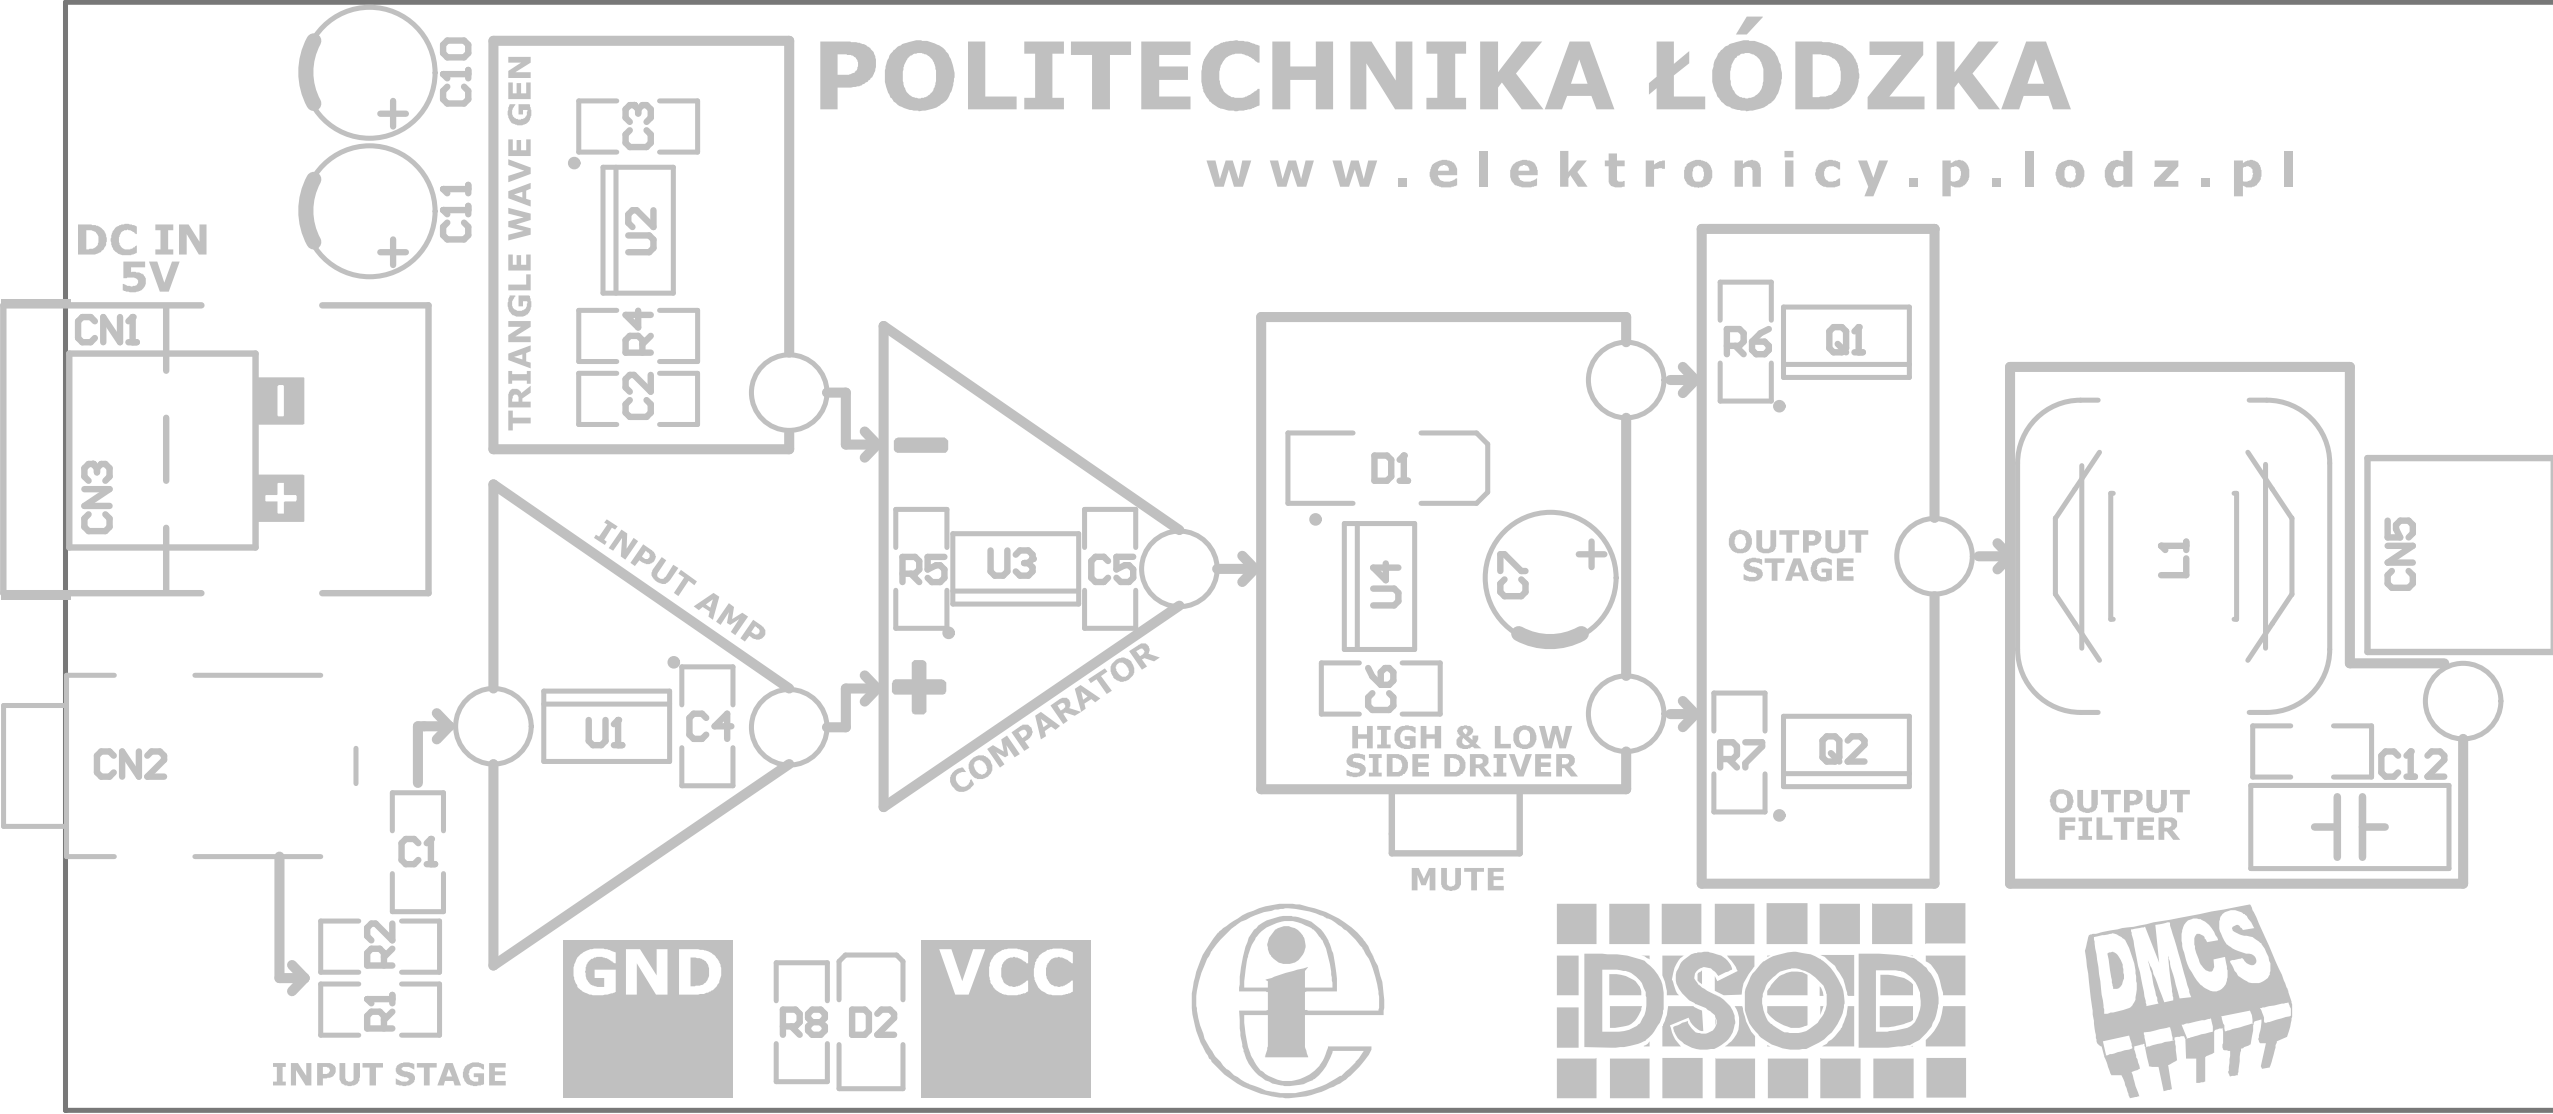 POLITECHNIKA ŁÓDZKA
www.elektronicy.p.lodz.pl
C10
C11
DC IN
5V
CN1
CN3
-
+
TRIANGLE WAVE GEN
C3
U2
R4
C2
INPUT AMP
U1
C4
CN2
C1
R2
R1
INPUT STAGE
-
+
R5
U3
C5
COMPARATOR
D1
U4
C7
+
C6
HIGH & LOW
SIDE DRIVER
MUTE
R6
Q1
OUTPUT
STAGE
R7
Q2
L1
CN5
C12
OUTPUT
FILTER
GND
R8
D2
VCC
ie
DSOD
DMCS